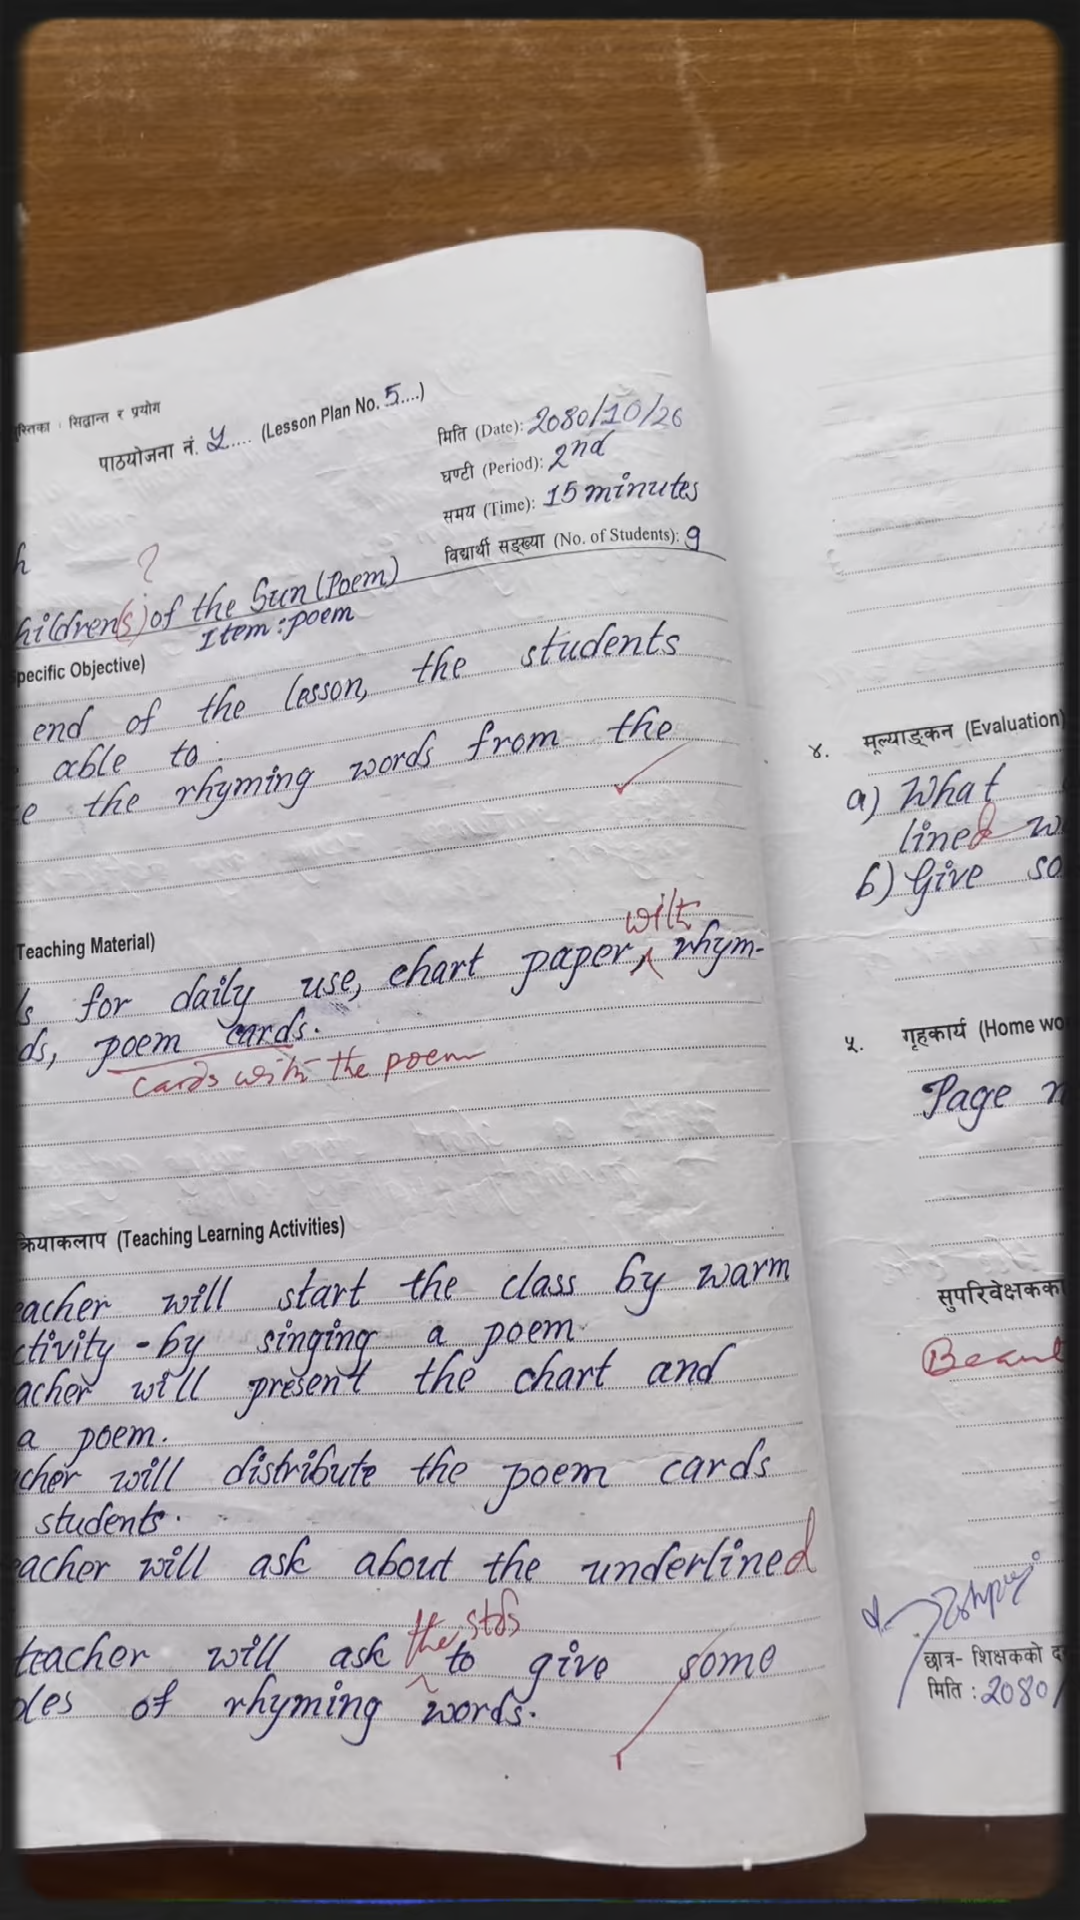 स्तिका : सिद्धान्त र प्रयोग
पाठयोजना नं. ५.... (Lesson Plan No. 5....)
मिति (Date): 2080/10/26
घण्टी (Period): 2nd
समय (Time): 15 minutes
विद्यार्थी सङ्ख्या (No. of Students): 9
h ?
hildren(s) of the Sun (Poem)
Item : poem
pecific Objective)
end of the lesson, the students
able to :
e the rhyming words from the
Teaching Material)
with
ls for daily use, chart paper, rhym-
ds, poem cards.
cards with the poem
क्रियाकलाप (Teaching Learning Activities)
eacher will start the class by warm
ctivity - by singing a poem
acher will present the chart and
a poem.
cher will distribute the poem cards
students.
eacher will ask about the underlined
the stds
teacher will ask to give some
ples of rhyming words.
४. मूल्याङ्कन (Evaluation)
a) What
lined w
b) Give so
५. गृहकार्य (Home wo
Page n
सुपरिवेक्षकका
छात्र- शिक्षकको द
मिति : 2080/